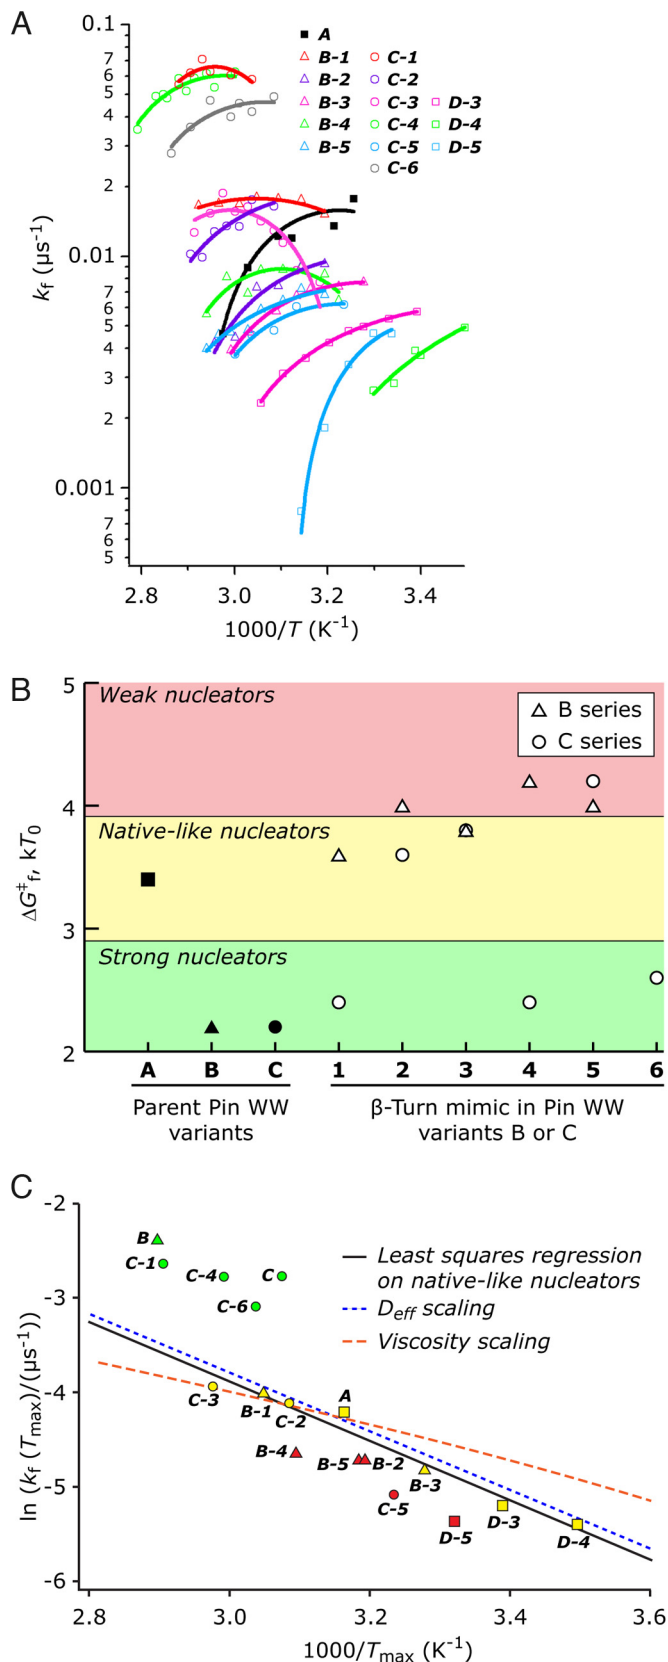 A
0.1
7
6
5
4
3
2
0.01
7
6
5
4
3
2
0.001
7
6
5
k_f (µs⁻¹)
2.8 3.0 3.2 3.4
1000/T (K⁻¹)
A
B-1 C-1
B-2 C-2
B-3 C-3 D-3
B-4 C-4 D-4
B-5 C-5 D-5
C-6
B
5
4
3
2
ΔG‡f, kT₀
Weak nucleators
B series
C series
Native-like nucleators
Strong nucleators
A B C 1 2 3 4 5 6
Parent Pin WW
variants
β-Turn mimic in Pin WW
variants B or C
C
-2
-3
-4
-5
-6
ln (k_f (T_max)/(µs⁻¹))
Least squares regression
on native-like nucleators
D_eff scaling
Viscosity scaling
B
C-1
C-4
C
C-6
C-3
B-1
C-2
A
B-4
B-5
B-2
B-3
C-5
D-3
D-5
D-4
2.8 3.0 3.2 3.4 3.6
1000/T_max (K⁻¹)